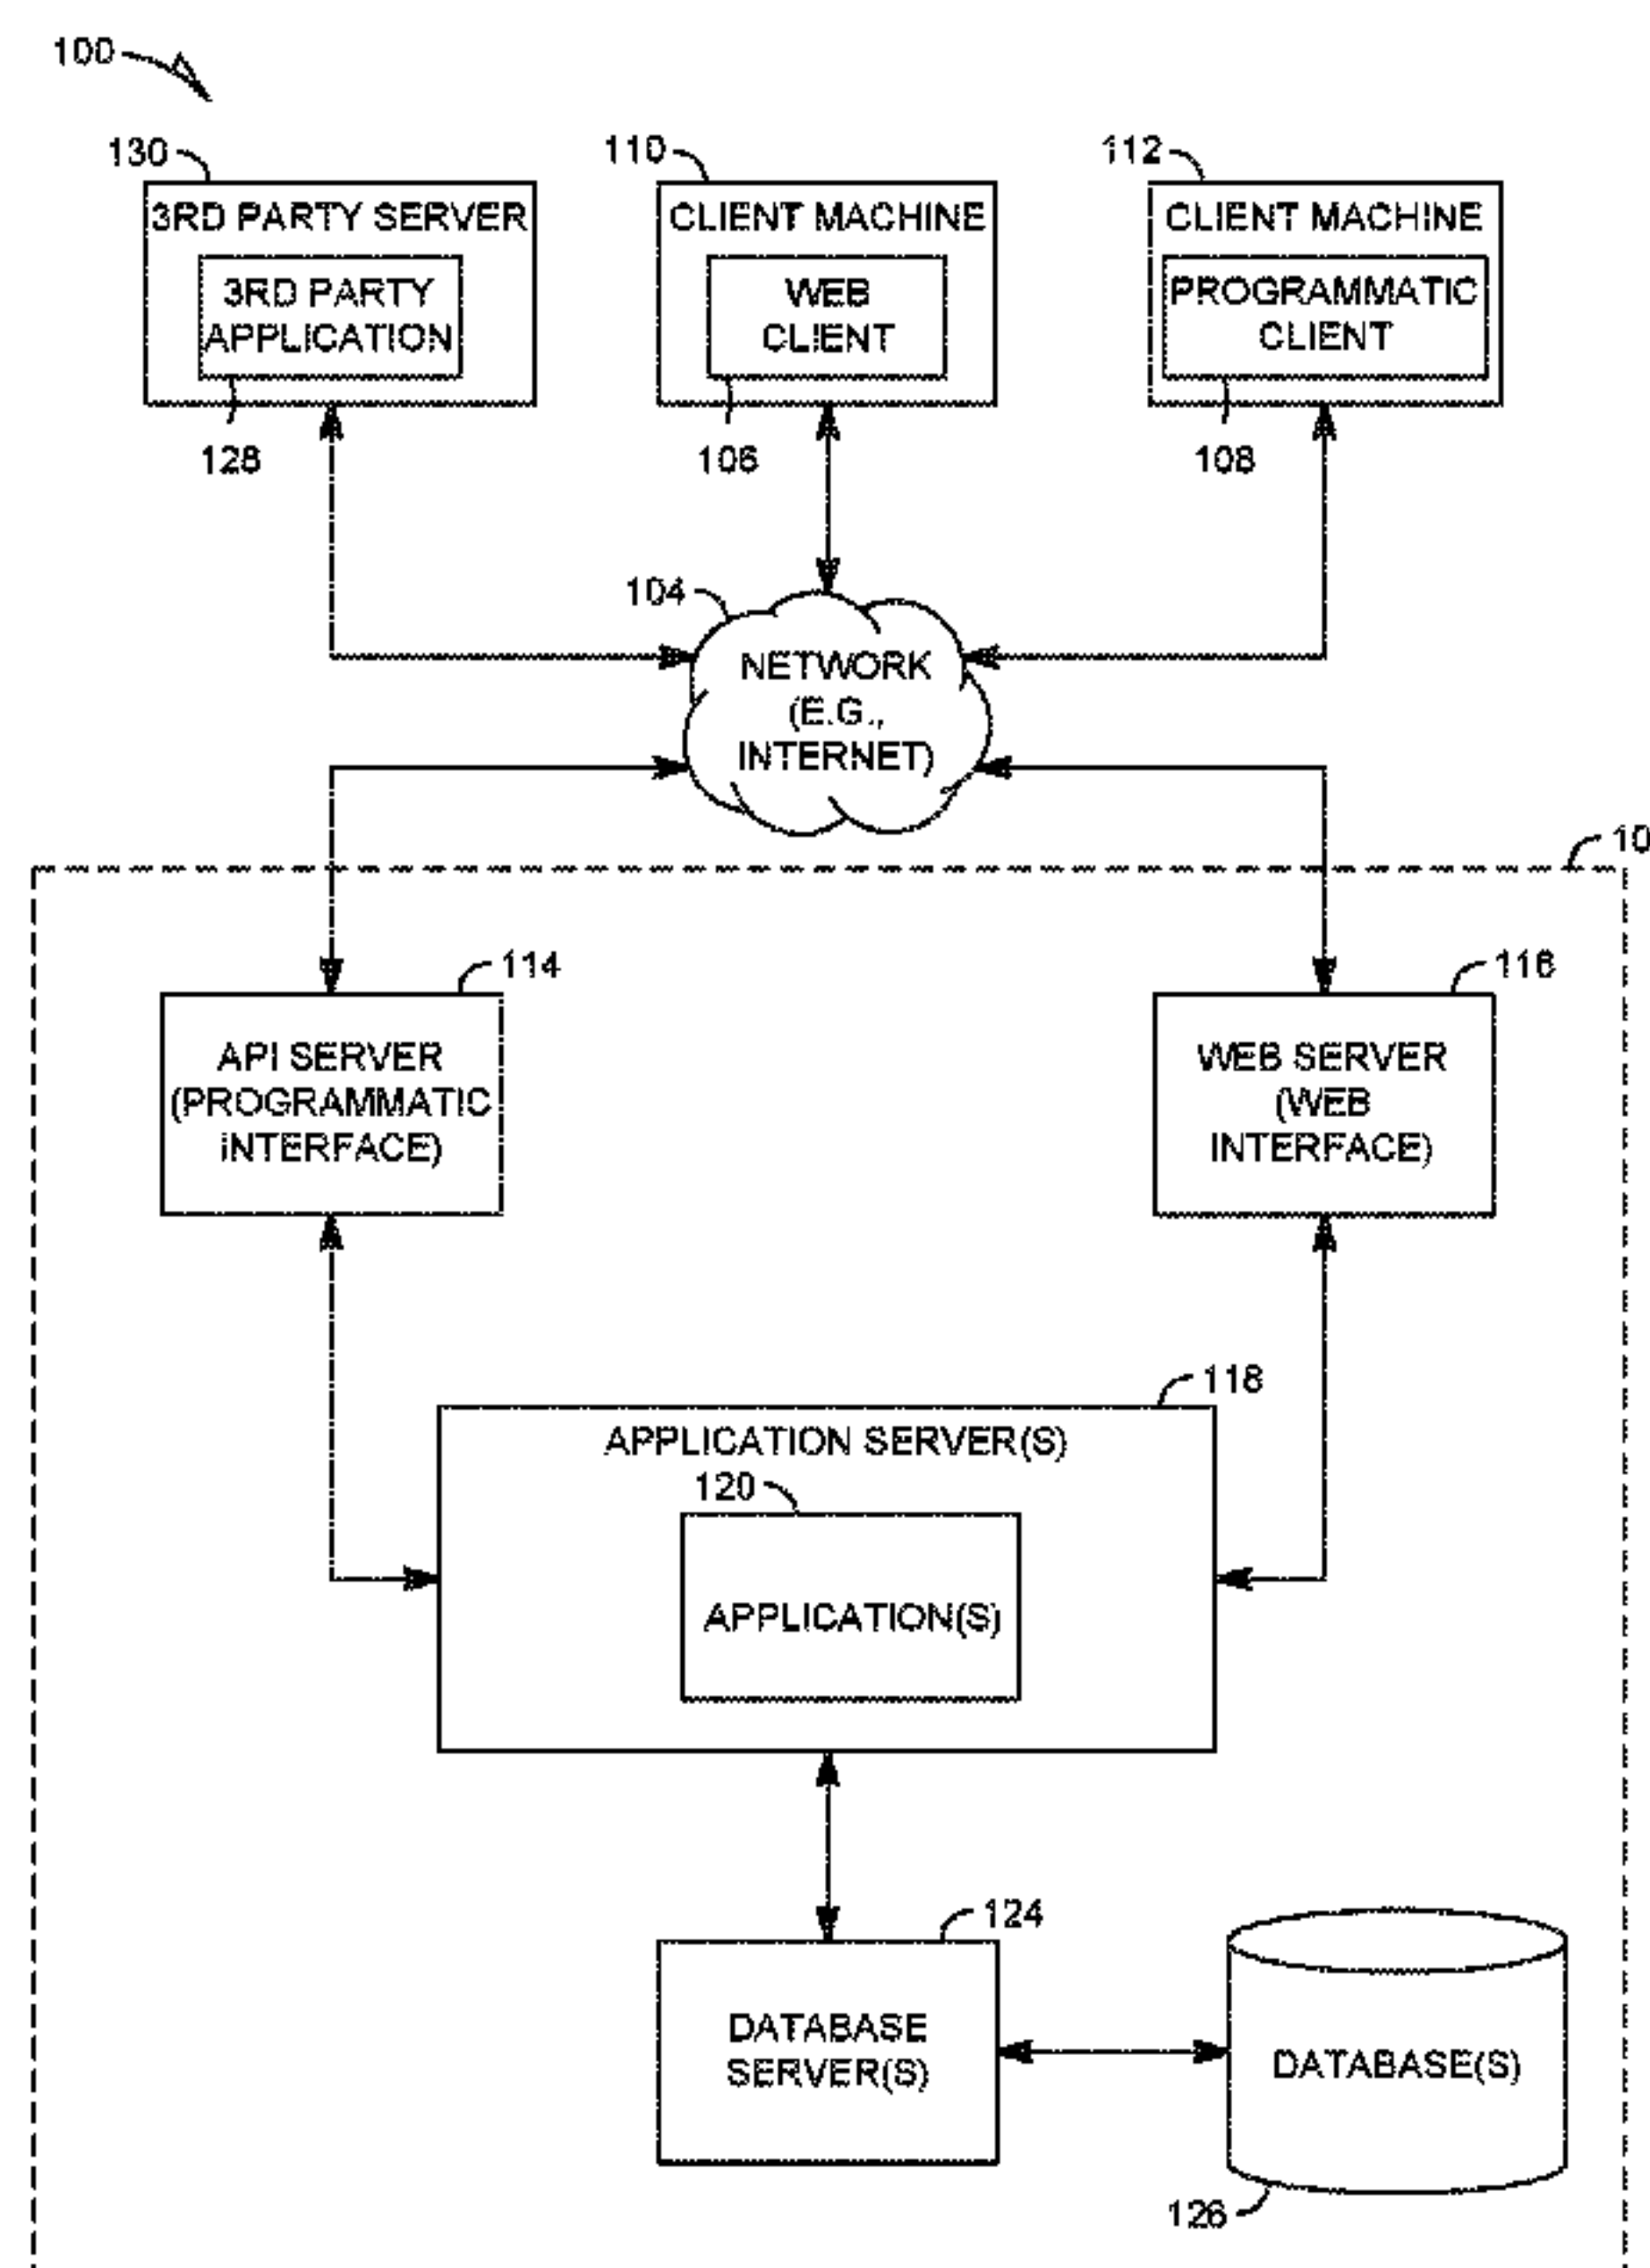 100
130
110
112
3RD PARTY SERVER
CLIENT MACHINE
CLIENT MACHINE
3RD PARTY
APPLICATION
WEB
CLIENT
PROGRAMMATIC
CLIENT
128
106
108
104
NETWORK
(E.G.,
INTERNET)
10
114
116
API SERVER
(PROGRAMMATIC
INTERFACE)
WEB SERVER
(WEB
INTERFACE)
118
APPLICATION SERVER(S)
120
APPLICATION(S)
124
DATABASE
SERVER(S)
DATABASE(S)
126